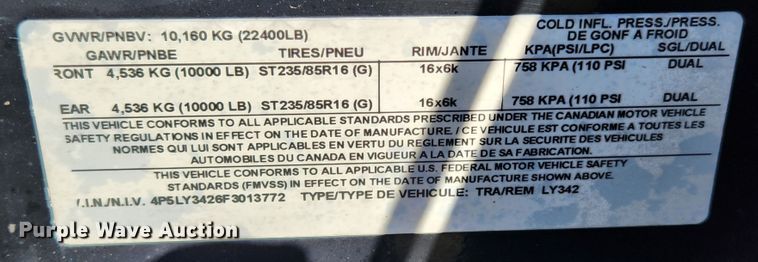 GVWR/PNBV: 10,160 KG (22400LB)
COLD INFL. PRESS./PRESS.
DE GONF A FROID
GAWR/PNBE TIRES/PNEU RIM/JANTE KPA(PSI/LPC) SGL/DUAL
RONT 4,536 KG (10000 LB) ST235/85R16 (G) 16x6k 758 KPA (110 PSI DUAL
EAR 4,536 KG (10000 LB) ST235/85R16 (G) 16x6k 758 KPA (110 PSI DUAL
THIS VEHICLE CONFORMS TO ALL APPLICABLE STANDARDS PRESCRIBED UNDER THE CANADIAN MOTOR VEHICLE
SAFETY REGULATIONS IN EFFECT ON THE DATE OF MANUFACTURE. / CE VEHICULE EST CONFORME A TOUTES LES
NORMES QUI LUI SONT APPLICABLES EN VERTU DU REGLEMENT SUR LA SECURITE DES VEHICULES
AUTOMOBILES DU CANADA EN VIGUEUR A LA DATE DE SA FABRICATION.
THIS VEHICLE CONFORMS TO ALL APPLICABLE U.S. FEDERAL MOTOR VEHICLE SAFETY
STANDARDS (FMVSS) IN EFFECT ON THE DATE OF MANUFACTURE SHOWN ABOVE.
.I.N./N.I.V. 4P5LY3426F3013772 TYPE/TYPE DE VEHICULE: TRA/REM LY342
Purple Wave Auction